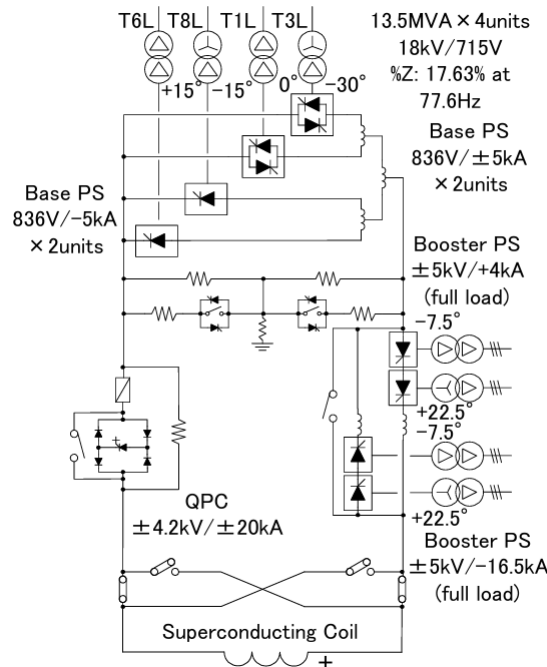 T6L T8L T1L T3L
13.5MVA × 4units
18kV/715V
%Z: 17.63% at
77.6Hz
+15° -15° 0° -30°
Base PS
836V/±5kA
× 2units
Base PS
836V/-5kA
× 2units
Booster PS
±5kV/+4kA
(full load)
-7.5°
+22.5°
-7.5°
+22.5°
QPC
±4.2kV/±20kA
Booster PS
±5kV/-16.5kA
(full load)
Superconducting Coil
+